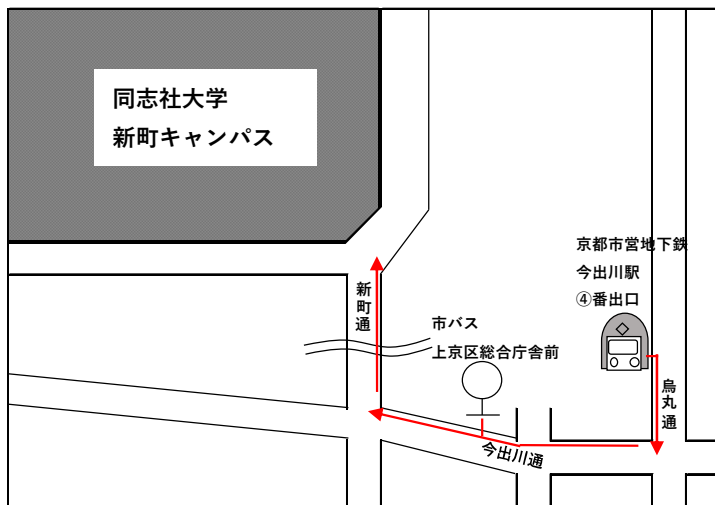 同志社大学
新町キャンパス
京都市営地下鉄
今出川駅
④番出口
新町通
市バス
上京区総合庁舎前
烏丸通
今出川通